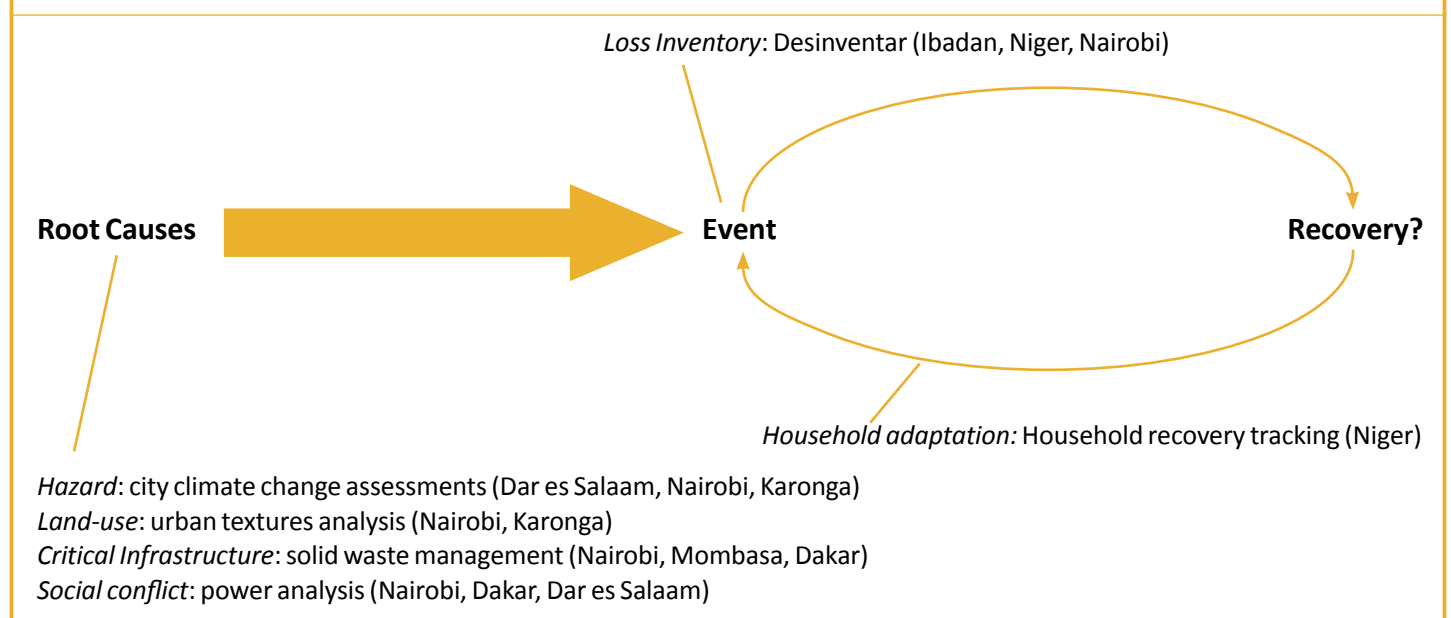 Loss Inventory: Desinventar (Ibadan, Niger, Nairobi)
Root Causes
Event
Recovery?
Household adaptation: Household recovery tracking (Niger)
Hazard: city climate change assessments (Dar es Salaam, Nairobi, Karonga)
Land-use: urban textures analysis (Nairobi, Karonga)
Critical Infrastructure: solid waste management (Nairobi, Mombasa, Dakar)
Social conflict: power analysis (Nairobi, Dakar, Dar es Salaam)